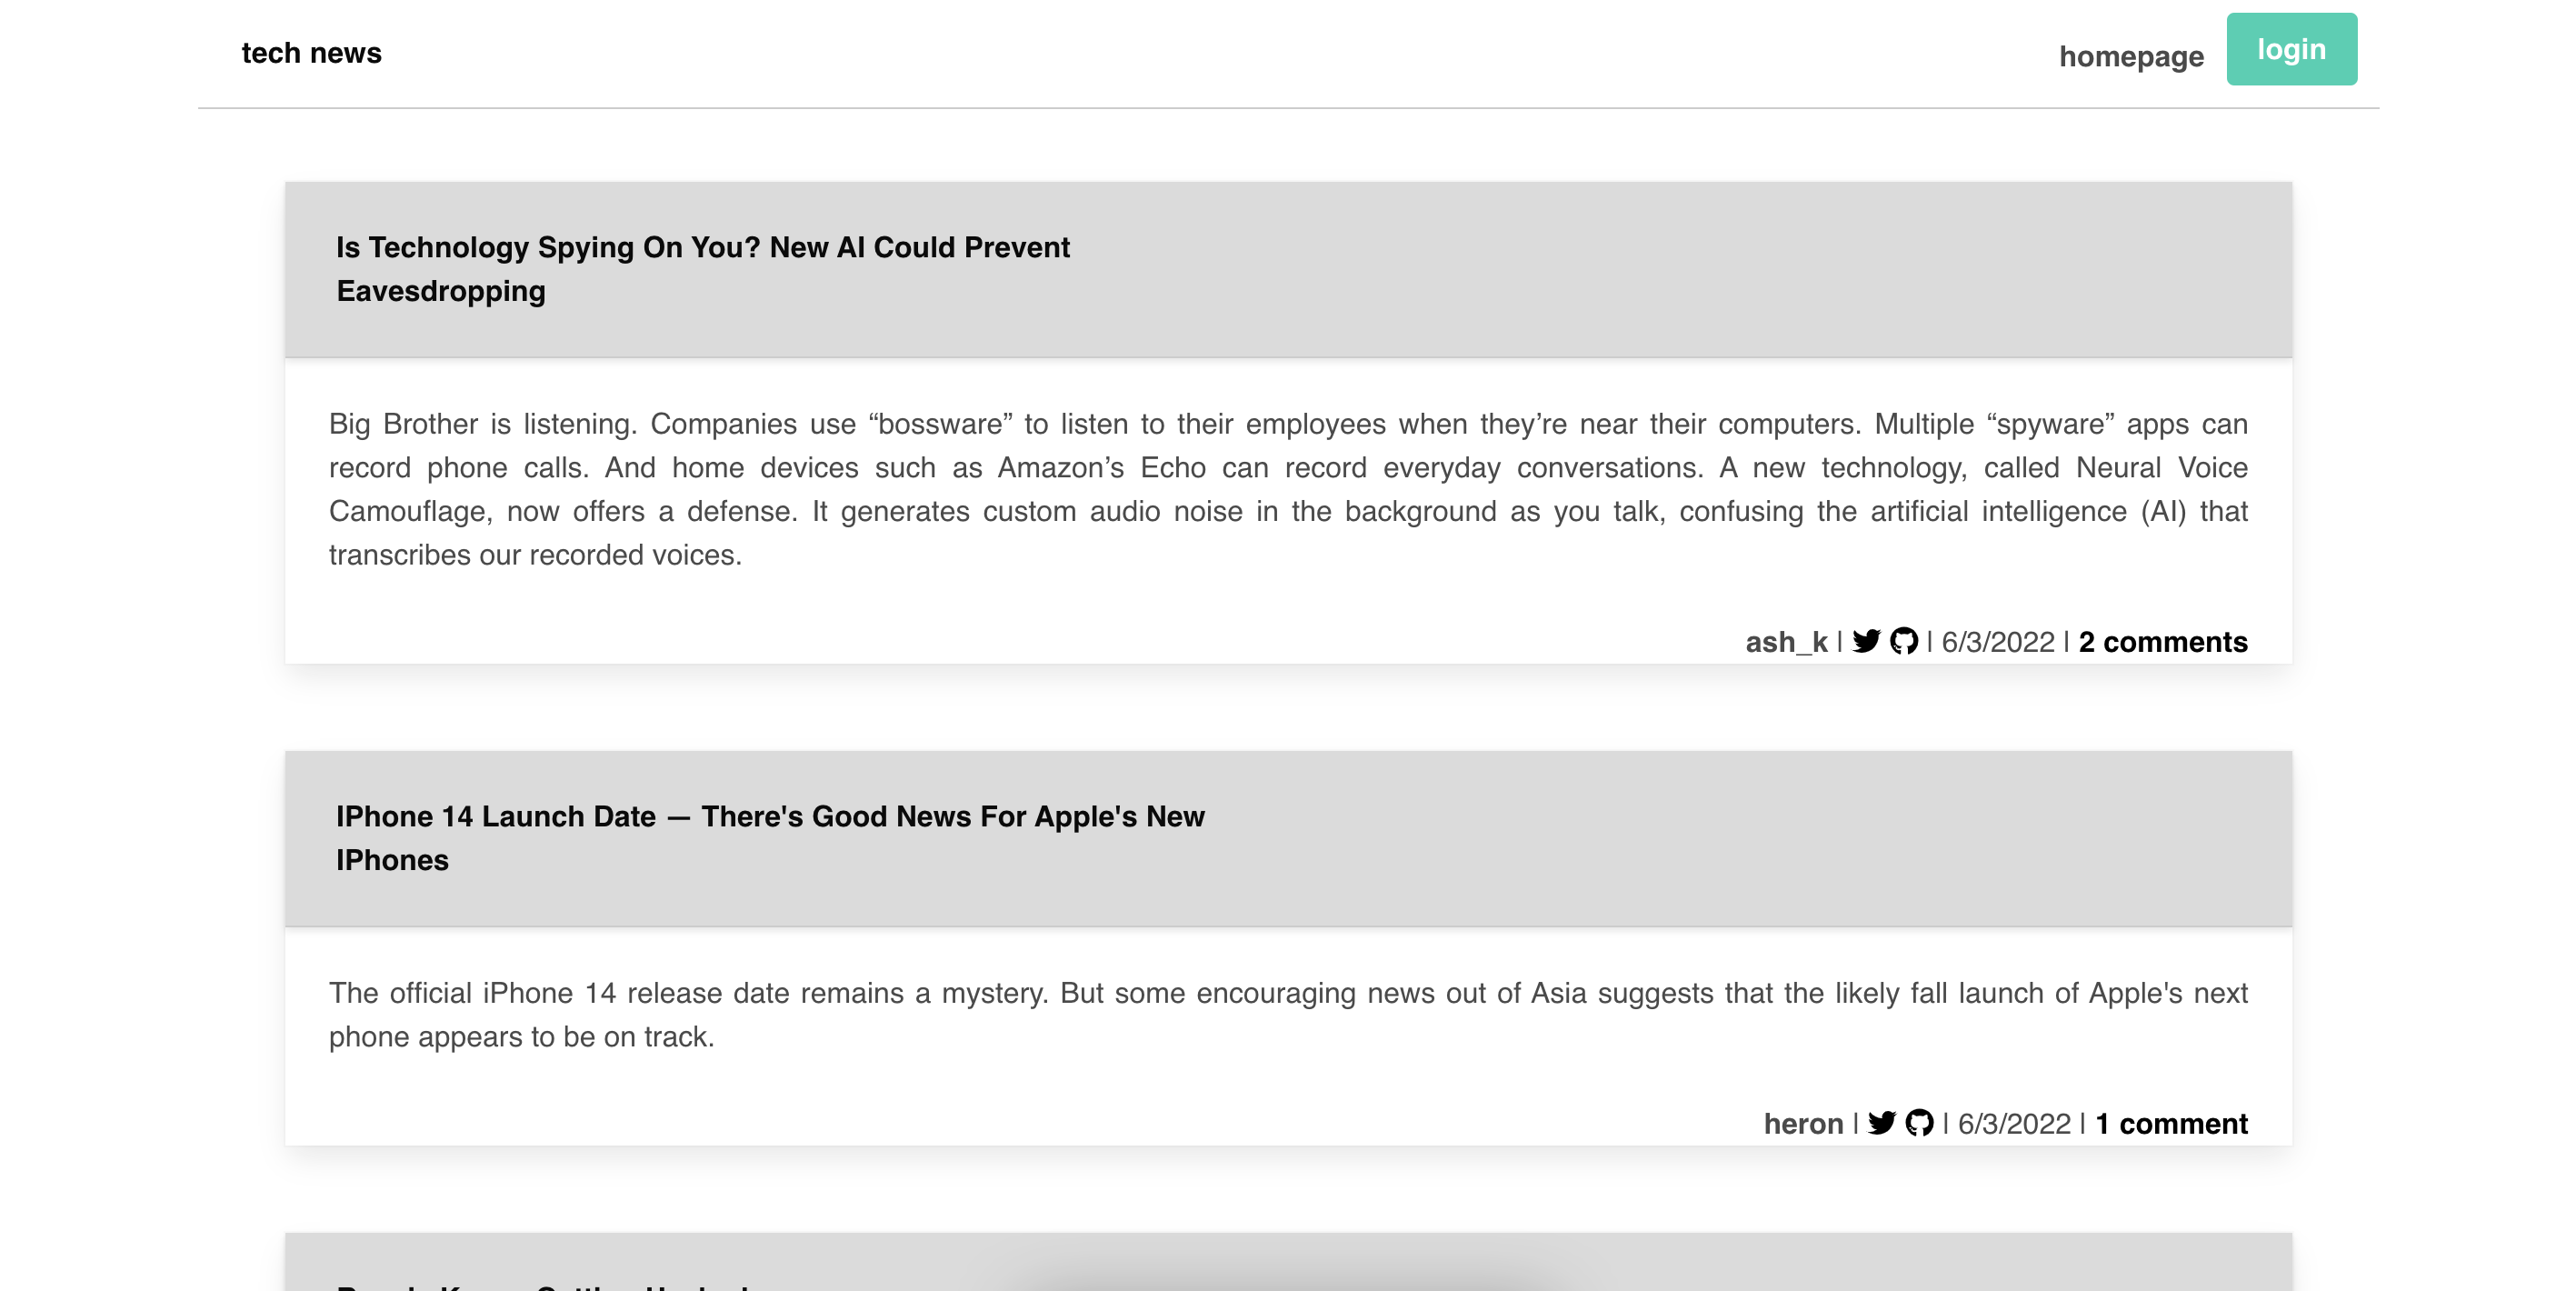 tech news
homepage
login
Is Technology Spying On You? New AI Could Prevent
Eavesdropping
Big Brother is listening. Companies use “bossware” to listen to their employees when they’re near their computers. Multiple “spyware” apps can
record phone calls. And home devices such as Amazon’s Echo can record everyday conversations. A new technology, called Neural Voice
Camouflage, now offers a defense. It generates custom audio noise in the background as you talk, confusing the artificial intelligence (AI) that
transcribes our recorded voices.
ash_k | | 6/3/2022 | 2 comments
IPhone 14 Launch Date — There's Good News For Apple's New
IPhones
The official iPhone 14 release date remains a mystery. But some encouraging news out of Asia suggests that the likely fall launch of Apple's next
phone appears to be on track.
heron | | 6/3/2022 | 1 comment